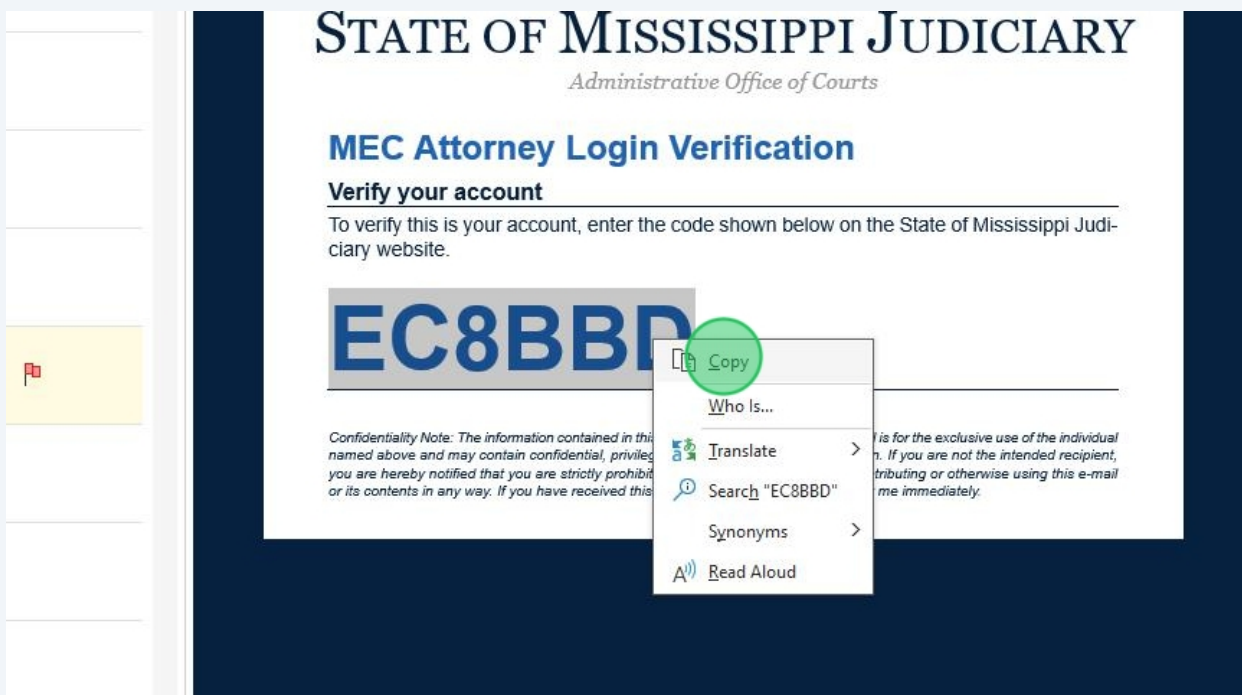 STATE OF MISSISSIPPI JUDICIARY
Administrative Office of Courts
MEC Attorney Login Verification
Verify your account
To verify this is your account, enter the code shown below on the State of Mississippi Judi-
ciary website.
EC8BBD
Copy
Who Is...
Translate
Search "EC8BBD"
Synonyms
Read Aloud
Confidentiality Note: The information contained in this is for the exclusive use of the individual
named above and may contain confidential, If you are not the intended recipient,
you are hereby notified that you are strictly or otherwise using this e-mail
or its contents in any way. If you have received this me immediately.